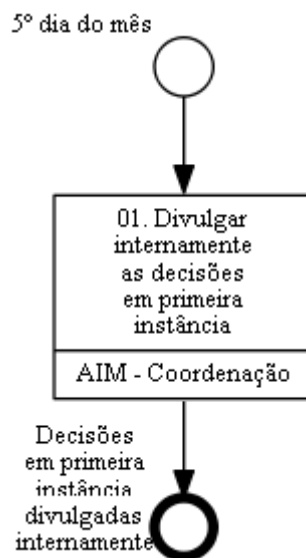 5º dia do mês
01. Divulgar
internamente
as decisões
em primeira
instância
AIM - Coordenação
Decisões
em primeira
instância
divulgadas
internamente